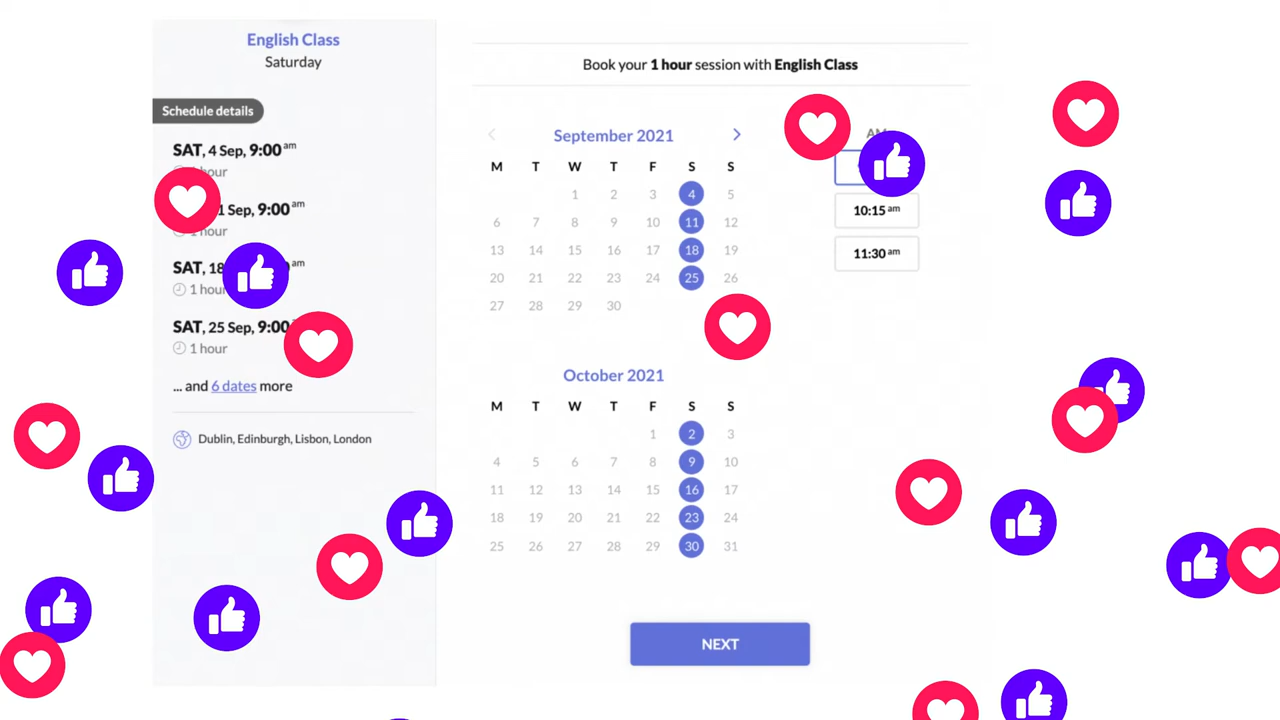 English Class
Saturday
Schedule details
SAT, 4 Sep, 9:00 am
hour
1 Sep, 9:00 am
hour
SAT, 18 am
1 hour
SAT, 25 Sep, 9:00
1 hour
... and 6 dates more
Dublin, Edinburgh, Lisbon, London
Book your 1 hour session with English Class
September 2021
M T W T F S S
1 2 3 4 5
6 7 8 9 10 11 12
13 14 15 16 17 18 19
20 21 22 23 24 25 26
27 28 29 30
October 2021
M T W T F S S
1 2 3
4 5 6 7 8 9 10
11 12 13 14 15 16 17
18 19 20 21 22 23 24
25 26 27 28 29 30 31
AM
10:15 am
11:30 am
NEXT